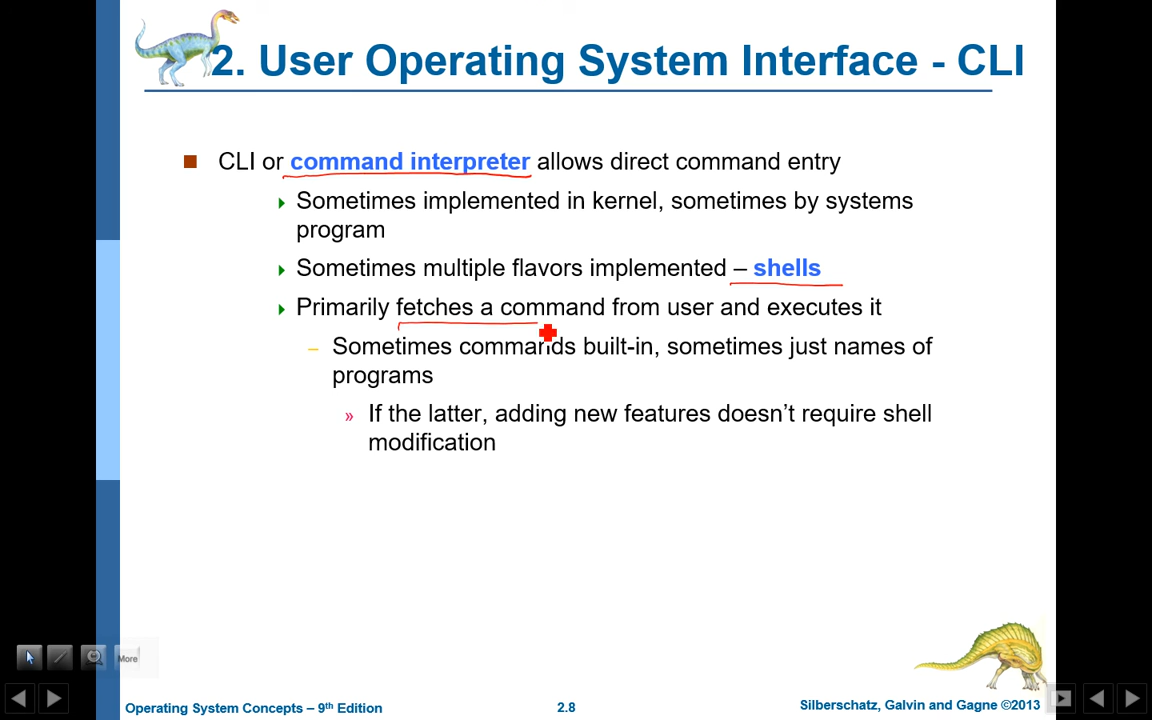 2. User Operating System Interface - CLI
CLI or command interpreter allows direct command entry
Sometimes implemented in kernel, sometimes by systems
program
Sometimes multiple flavors implemented – shells
Primarily fetches a command from user and executes it
– Sometimes commands built-in, sometimes just names of
programs
» If the latter, adding new features doesn’t require shell
modification
More
Operating System Concepts – 9th Edition
2.8
Silberschatz, Galvin and Gagne ©2013